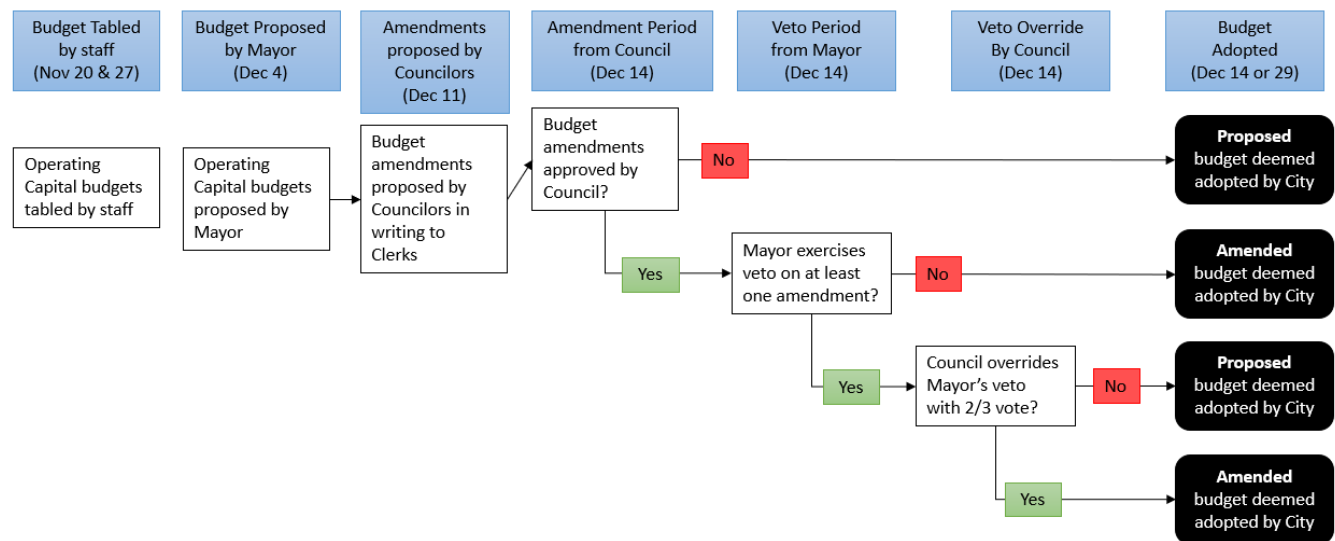 Budget Tabled
by staff
(Nov 20 & 27)
Budget Proposed
by Mayor
(Dec 4)
Amendments
proposed by
Councilors
(Dec 11)
Amendment Period
from Council
(Dec 14)
Veto Period
from Mayor
(Dec 14)
Veto Override
By Council
(Dec 14)
Budget
Adopted
(Dec 14 or 29)
Operating
Capital budgets
tabled by staff
Operating
Capital budgets
proposed by
Mayor
Budget
amendments
proposed by
Councilors in
writing to
Clerks
Budget
amendments
approved by
Council?
No
Proposed
budget deemed
adopted by City
Yes
Mayor exercises
veto on at least
one amendment?
No
Amended
budget deemed
adopted by City
Yes
Council overrides
Mayor’s veto
with 2/3 vote?
No
Proposed
budget deemed
adopted by City
Yes
Amended
budget deemed
adopted by City